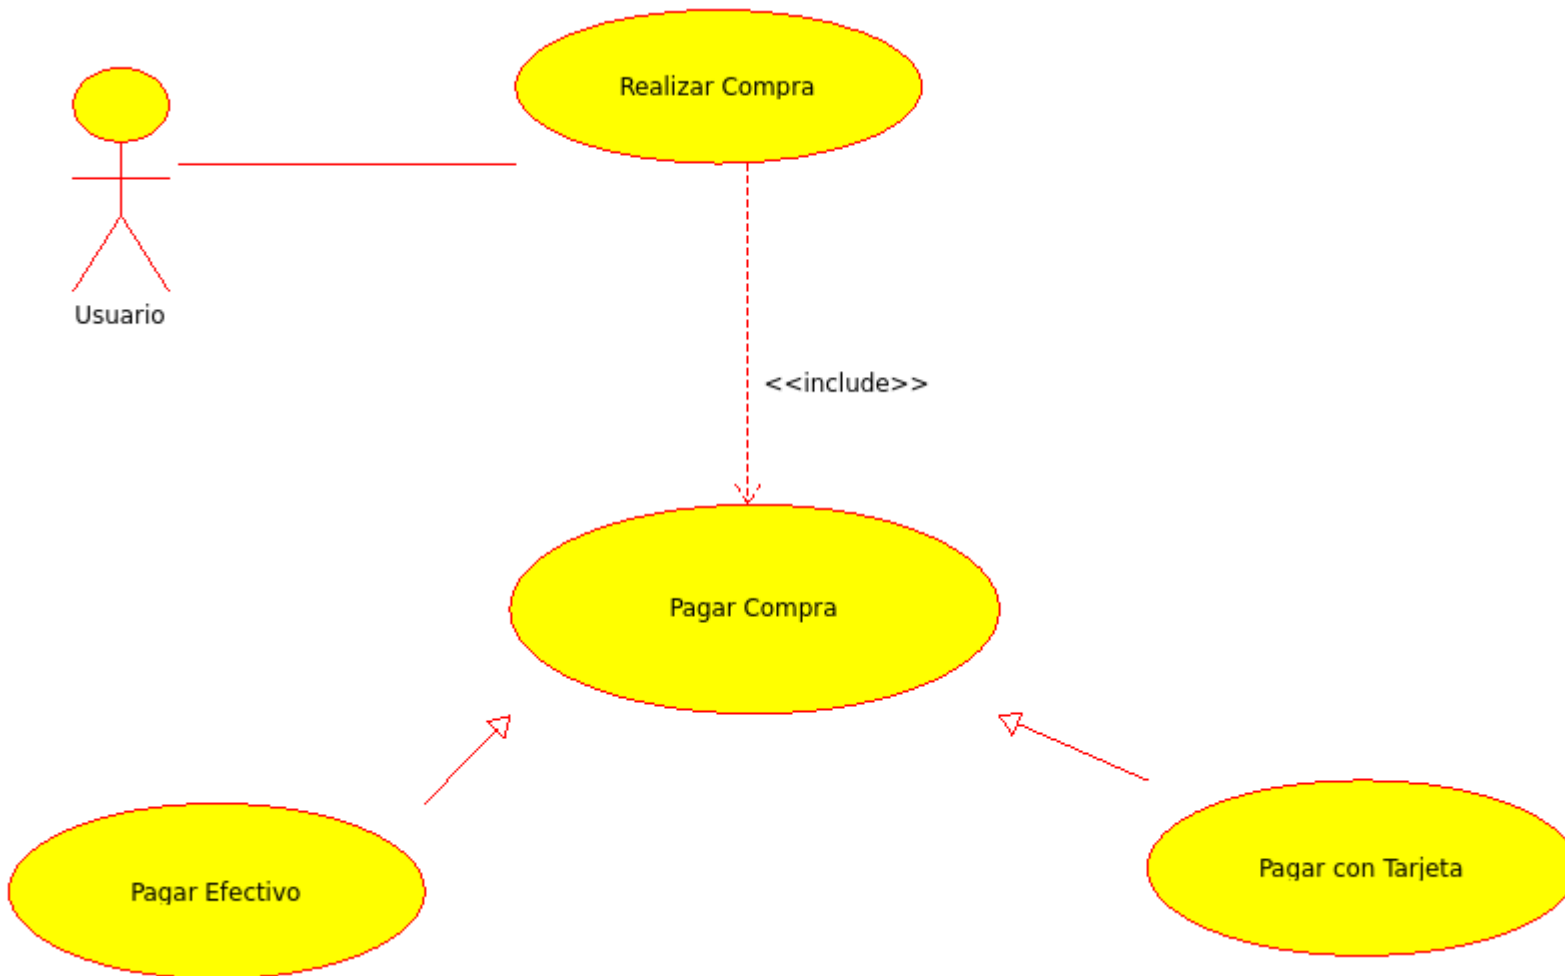 Realizar Compra
Usuario
<<include>>
Pagar Compra
Pagar Efectivo
Pagar con Tarjeta